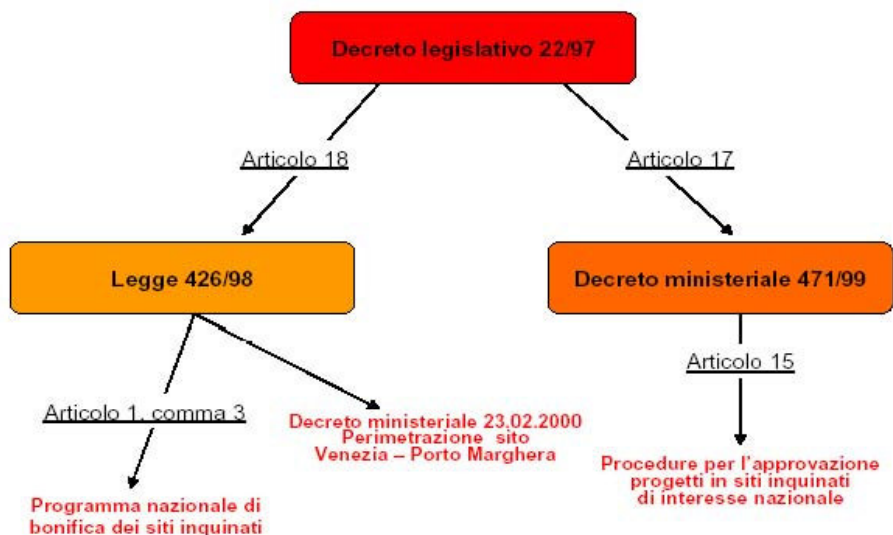 Decreto legislativo 22/97
Articolo 18
Articolo 17
Legge 426/98
Decreto ministeriale 471/99
Articolo 15
Articolo 1, comma 3
Decreto ministeriale 23.02.2000
Perimetrazione sito
Venezia – Porto Marghera
Procedure per l'approvazione
progetti in siti inquinati
di interesse nazionale
Programma nazionale di
bonifica dei siti inquinati